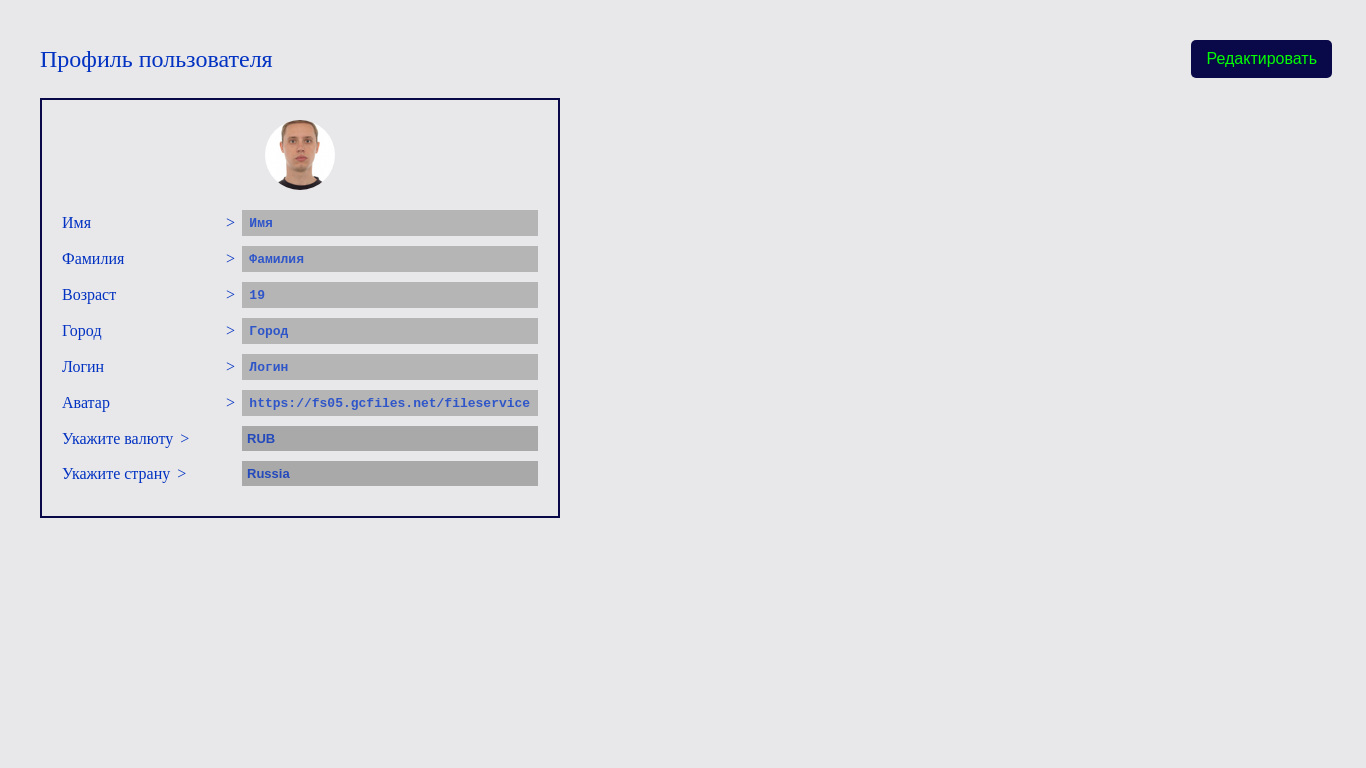 Профиль пользователя
Редактировать
Имя > Имя
Фамилия > Фамилия
Возраст > 19
Город > Город
Логин > Логин
Аватар > https://fs05.gcfiles.net/fileservice
Укажите валюту > RUB
Укажите страну > Russia